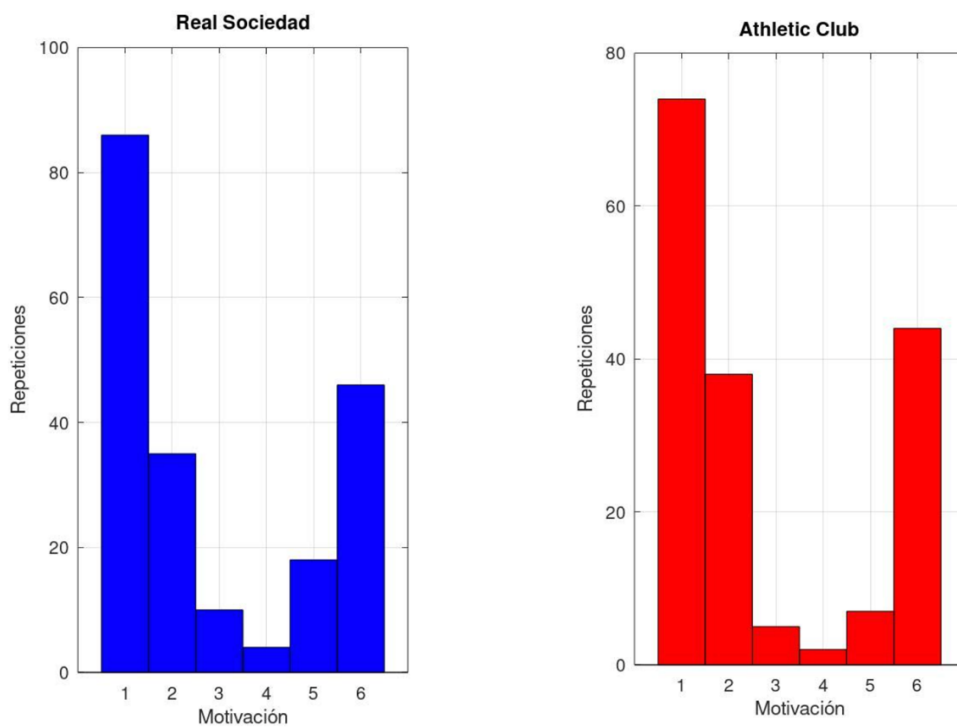 Real Sociedad
100
80
60
40
20
0
Repeticiones
1 2 3 4 5 6
Motivación
Athletic Club
80
60
40
20
0
Repeticiones
1 2 3 4 5 6
Motivación